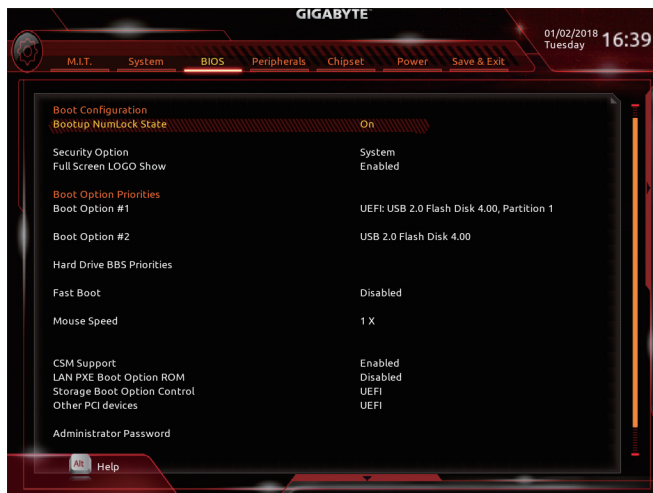 GIGABYTE™
01/02/2018
Tuesday
16:39
M.I.T. System BIOS Peripherals Chipset Power Save & Exit
Boot Configuration
Bootup NumLock State On
Security Option System
Full Screen LOGO Show Enabled
Boot Option Priorities
Boot Option #1 UEFI: USB 2.0 Flash Disk 4.00, Partition 1
Boot Option #2 USB 2.0 Flash Disk 4.00
Hard Drive BBS Priorities
Fast Boot Disabled
Mouse Speed 1 X
CSM Support Enabled
LAN PXE Boot Option ROM Disabled
Storage Boot Option Control UEFI
Other PCI devices UEFI
Administrator Password
Alt Help